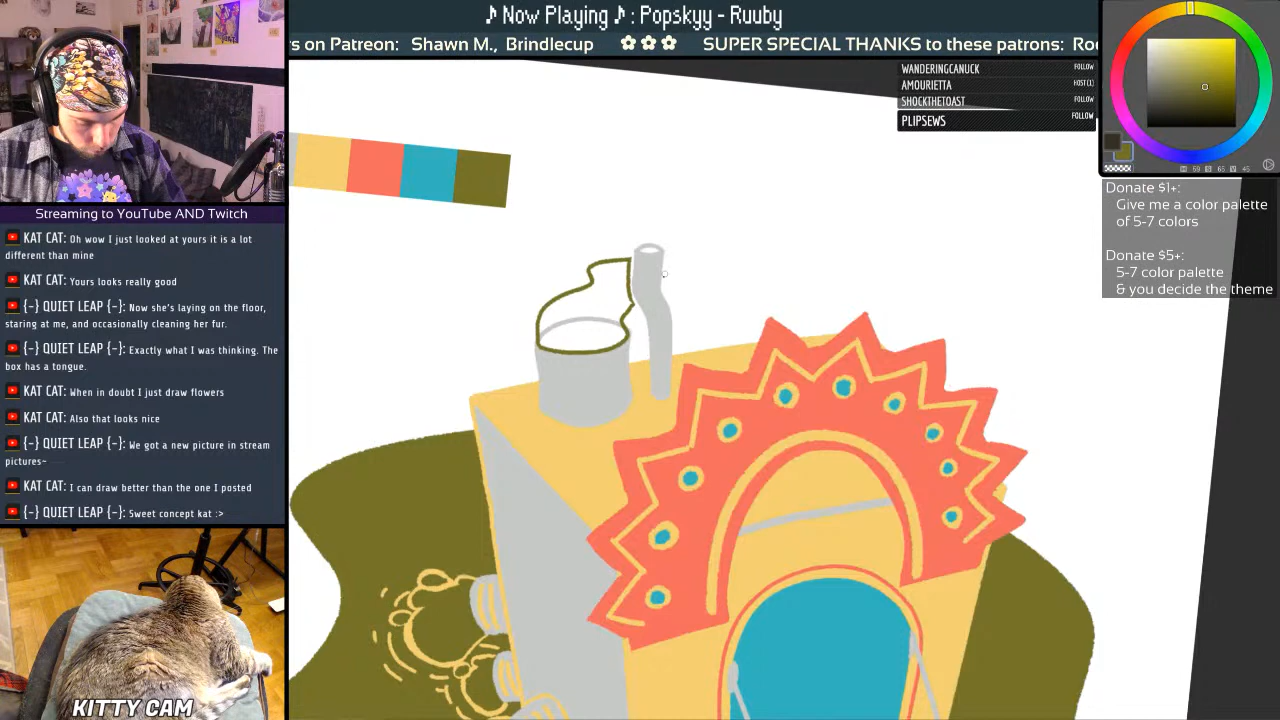 ♪ Now Playing ♪ : Popskyy - Ruuby
rs on Patreon: Shawn M., Brindlecup ✿ ✿ ✿ SUPER SPECIAL THANKS to these patrons: Roc
WANDERINGCANUCK FOLLOW
AMOURIETTA HOST (1)
SHOCKTHETOAST FOLLOW
PLIPSEWS FOLLOW
Donate $1+:
Give me a color palette
of 5-7 colors
Donate $5+:
5-7 color palette
& you decide the theme
Streaming to YouTube AND Twitch
KAT CAT: Oh wow I just looked at yours it is a lot
different than mine
KAT CAT: Yours looks really good
{-} QUIET LEAP {-}: Now she's laying on the floor,
staring at me, and occasionally cleaning her fur.
{-} QUIET LEAP {-}: Exactly what I was thinking. The
box has a tongue.
KAT CAT: When in doubt I just draw flowers
KAT CAT: Also that looks nice
{-} QUIET LEAP {-}: We got a new picture in stream
pictures~
KAT CAT: I can draw better than the one I posted
{-} QUIET LEAP {-}: Sweet concept kat :>
KITTY CAM